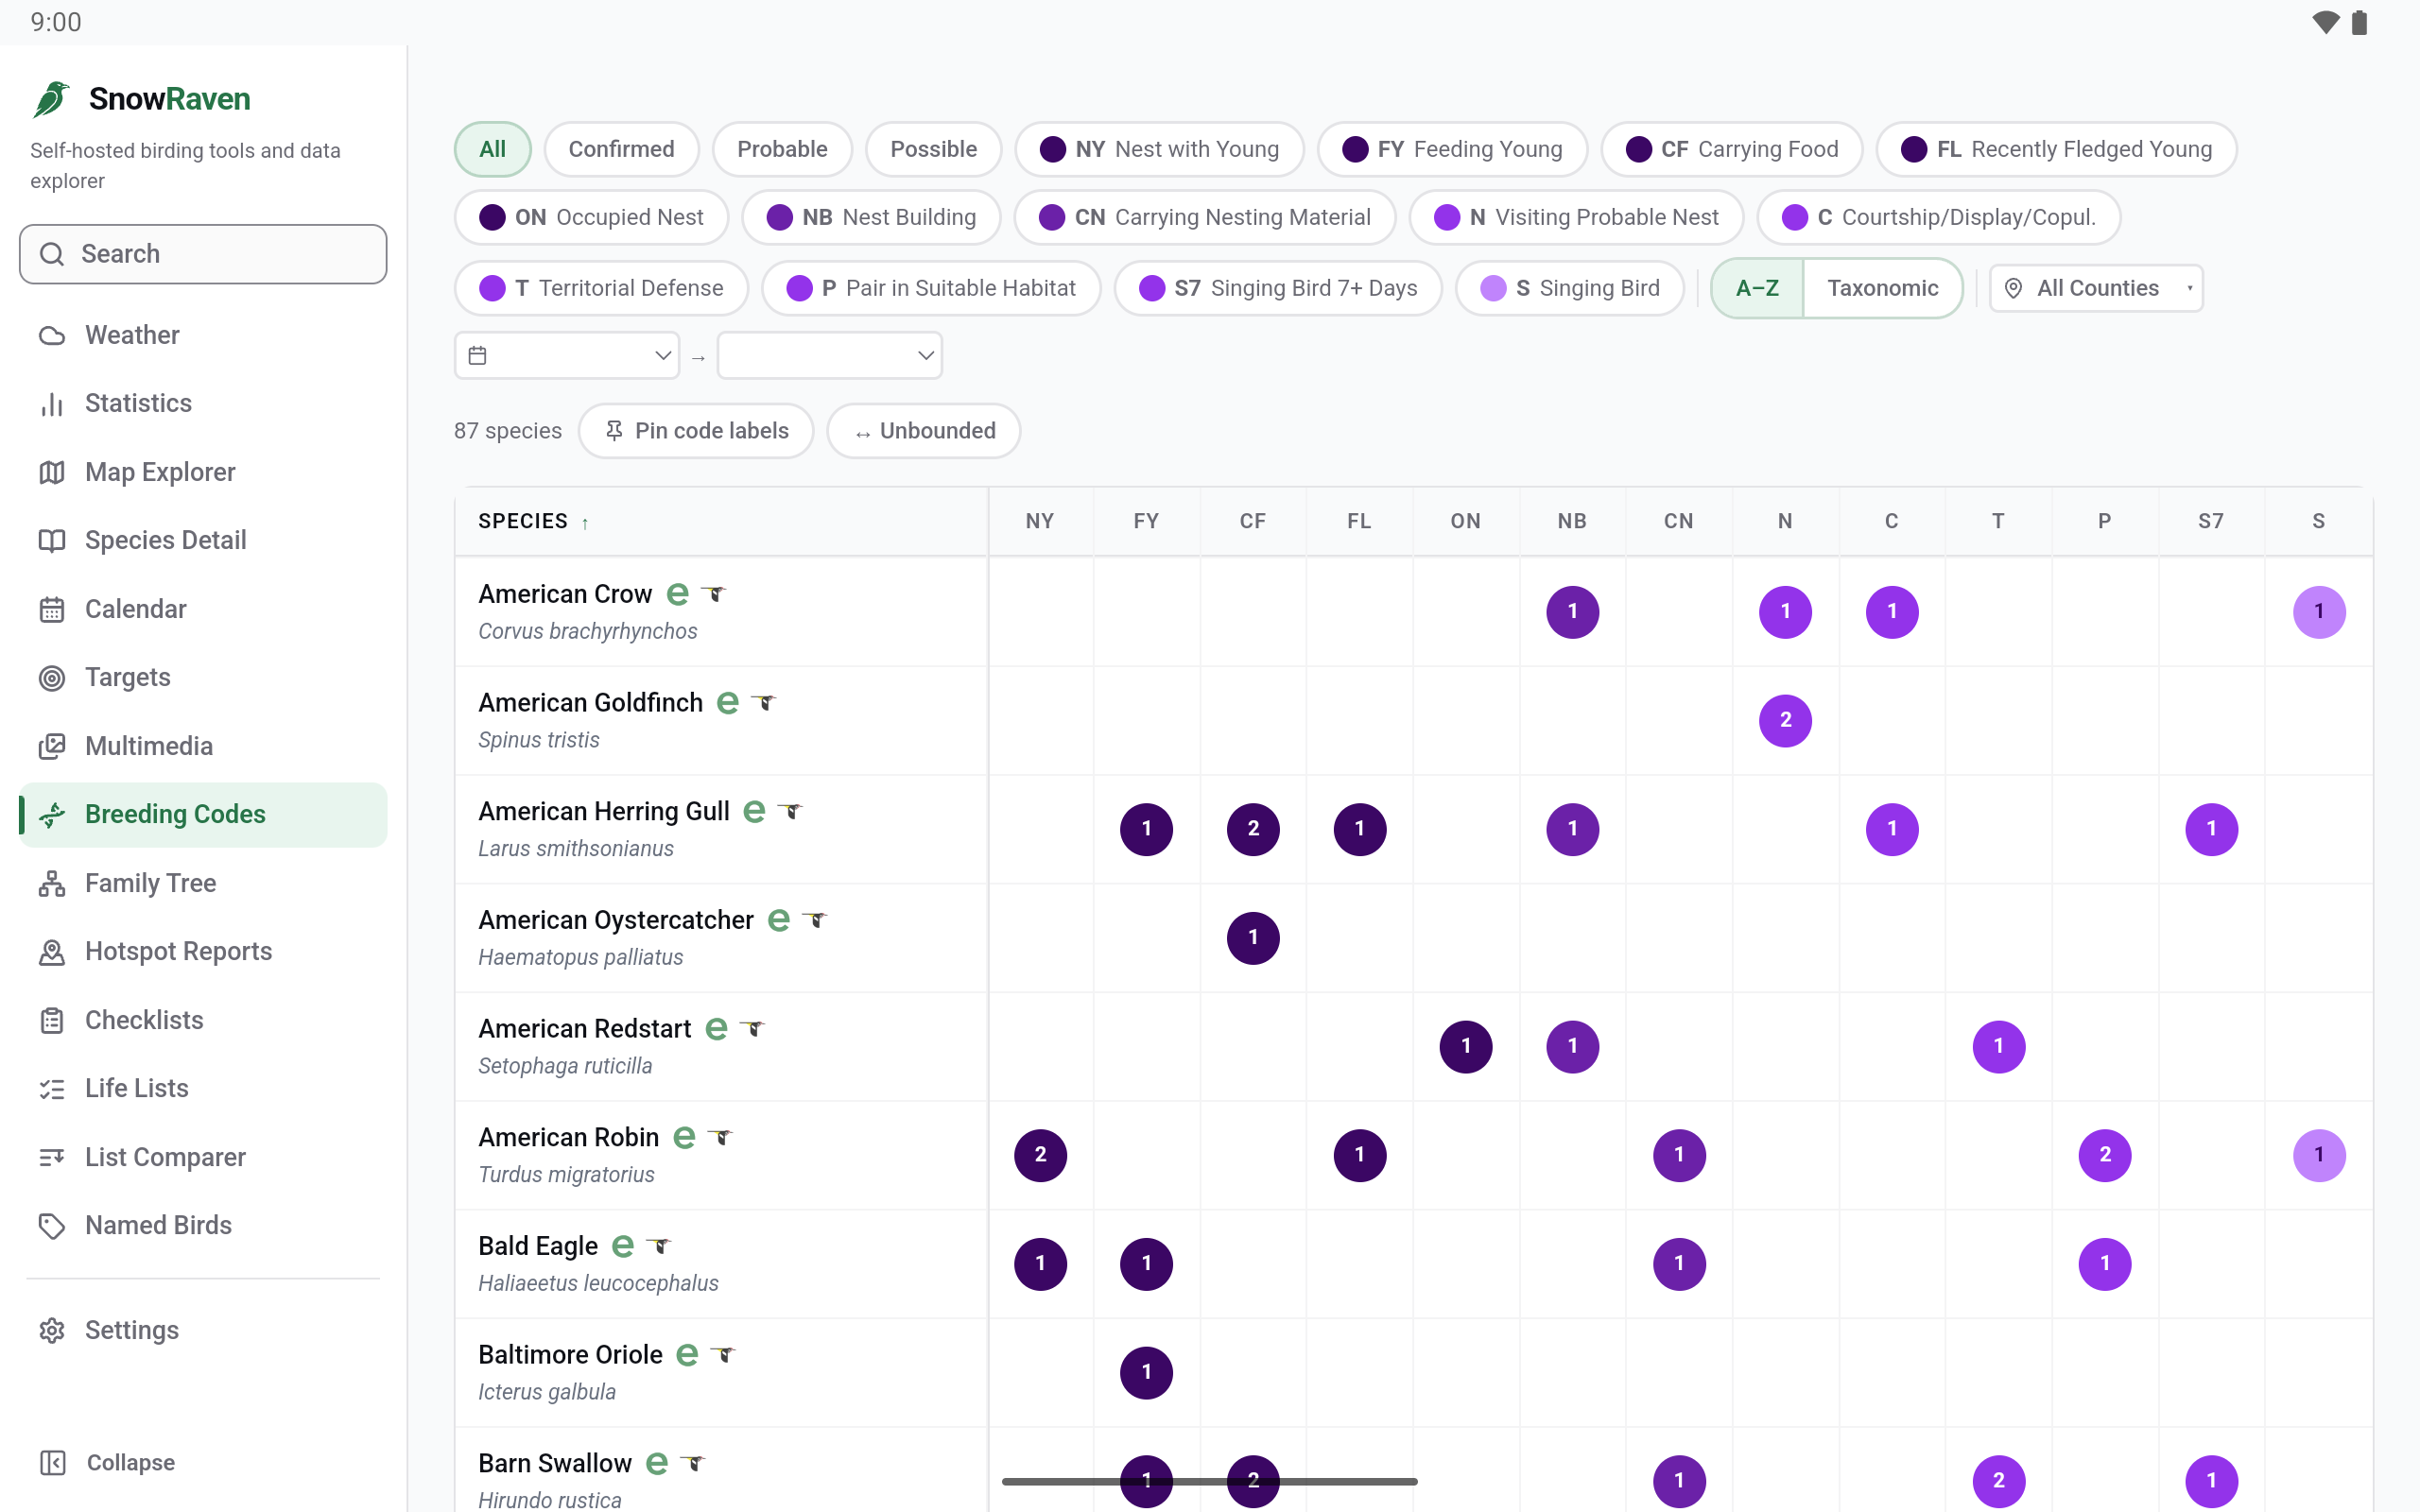 9:00
SnowRaven
Self-hosted birding tools and data
explorer
Search
Weather
Statistics
Map Explorer
Species Detail
Calendar
Targets
Multimedia
Breeding Codes
Family Tree
Hotspot Reports
Checklists
Life Lists
List Comparer
Named Birds
Settings
Collapse
All Confirmed Probable Possible NY Nest with Young FY Feeding Young CF Carrying Food FL Recently Fledged Young
ON Occupied Nest NB Nest Building CN Carrying Nesting Material N Visiting Probable Nest C Courtship/Display/Copul.
T Territorial Defense P Pair in Suitable Habitat S7 Singing Bird 7+ Days S Singing Bird A–Z Taxonomic All Counties
→
87 species Pin code labels ↔ Unbounded
SPECIES ↑ NY FY CF FL ON NB CN N C T P S7 S
American Crow e 1 1 1 1
Corvus brachyrhynchos
American Goldfinch e 2
Spinus tristis
American Herring Gull e 1 2 1 1 1 1
Larus smithsonianus
American Oystercatcher e 1
Haematopus palliatus
American Redstart e 1 1 1
Setophaga ruticilla
American Robin e 2 1 1 2 1
Turdus migratorius
Bald Eagle e 1 1 1 1
Haliaeetus leucocephalus
Baltimore Oriole e 1
Icterus galbula
Barn Swallow e 1 2 1 2 1
Hirundo rustica